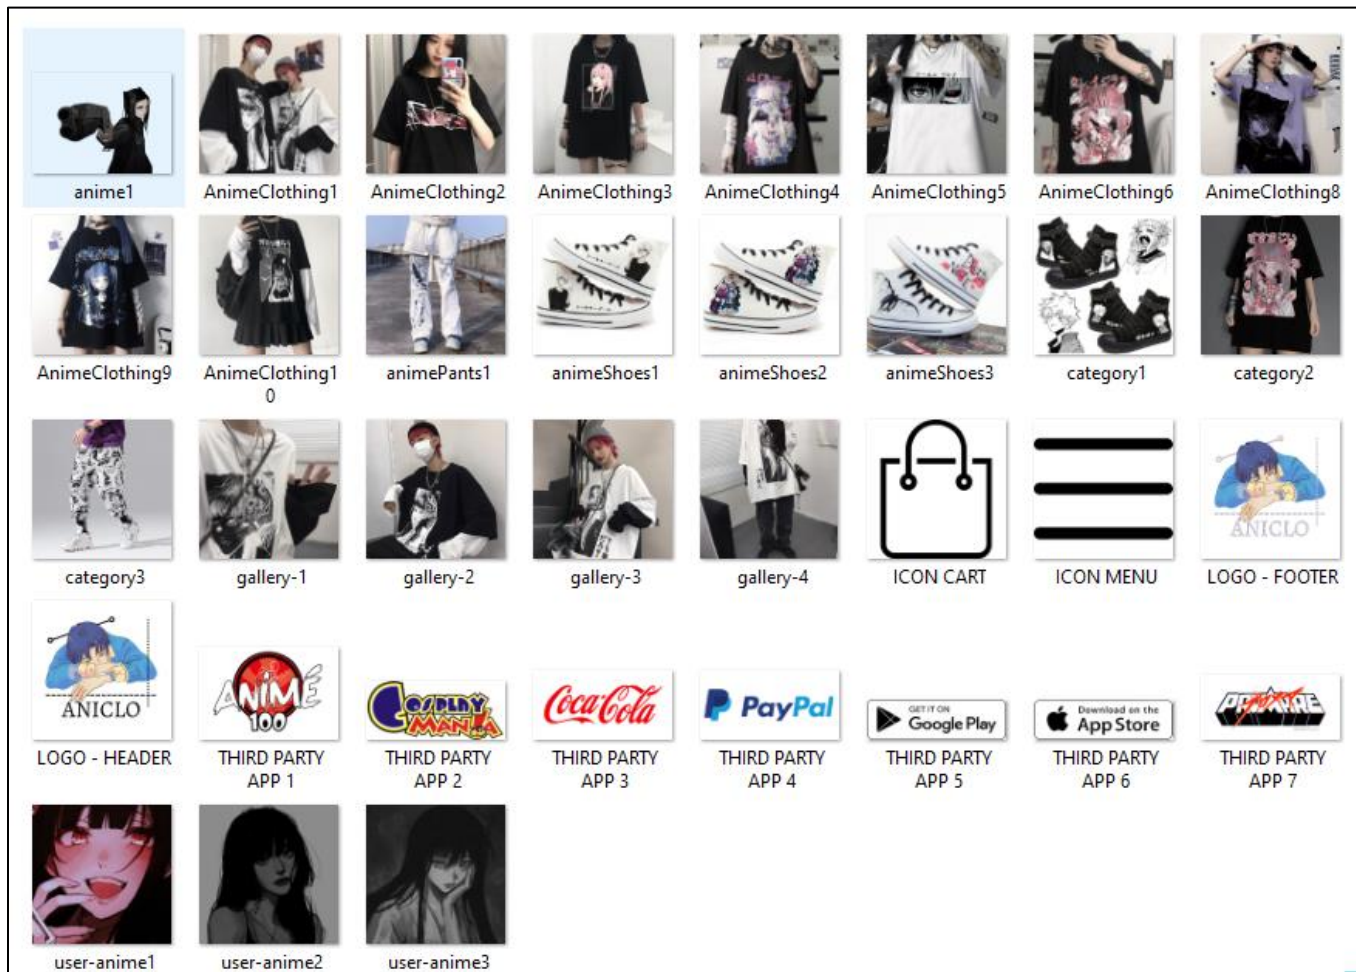 anime1
AnimeClothing1
AnimeClothing2
AnimeClothing3
AnimeClothing4
AnimeClothing5
AnimeClothing6
AnimeClothing8
AnimeClothing9
AnimeClothing1
0
animePants1
animeShoes1
animeShoes2
animeShoes3
category1
category2
category3
gallery-1
gallery-2
gallery-3
gallery-4
ICON CART
ICON MENU
ANICLO
LOGO - FOOTER
ANICLO
LOGO - HEADER
ANIMÉ
100
THIRD PARTY
APP 1
COSPLAY
MANIA
THIRD PARTY
APP 2
Coca-Cola
THIRD PARTY
APP 3
PayPal
THIRD PARTY
APP 4
GET IT ON
Google Play
THIRD PARTY
APP 5
Download on the
App Store
THIRD PARTY
APP 6
THIRD PARTY
APP 7
user-anime1
user-anime2
user-anime3